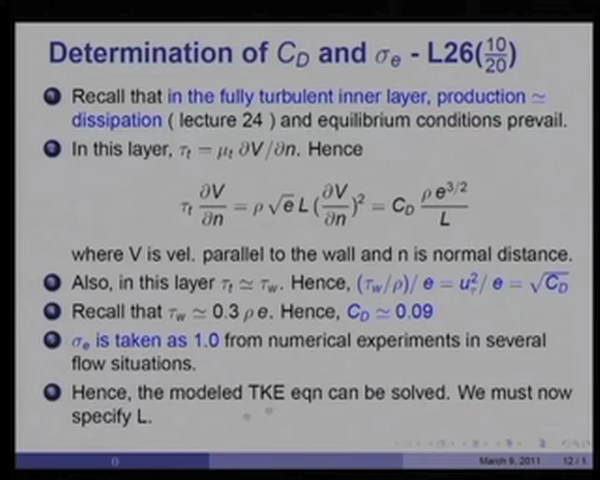 Determination of C_D and σ_e - L26(10/20)
Recall that in the fully turbulent inner layer, production ≃
dissipation ( lecture 24 ) and equilibrium conditions prevail.
In this layer, τ_t = μ_t ∂V/∂n. Hence
τ_t ∂V/∂n = ρ √e L (∂V/∂n)² = C_D ρ e^{3/2}/L
where V is vel. parallel to the wall and n is normal distance.
Also, in this layer τ_t ≃ τ_w. Hence, (τ_w/ρ)/ e = u_τ²/ e = √C_D
Recall that τ_w ≃ 0.3 ρ e. Hence, C_D ≃ 0.09
σ_e is taken as 1.0 from numerical experiments in several
flow situations.
Hence, the modeled TKE eqn can be solved. We must now
specify L.
()
March 9, 2011 12 / 1